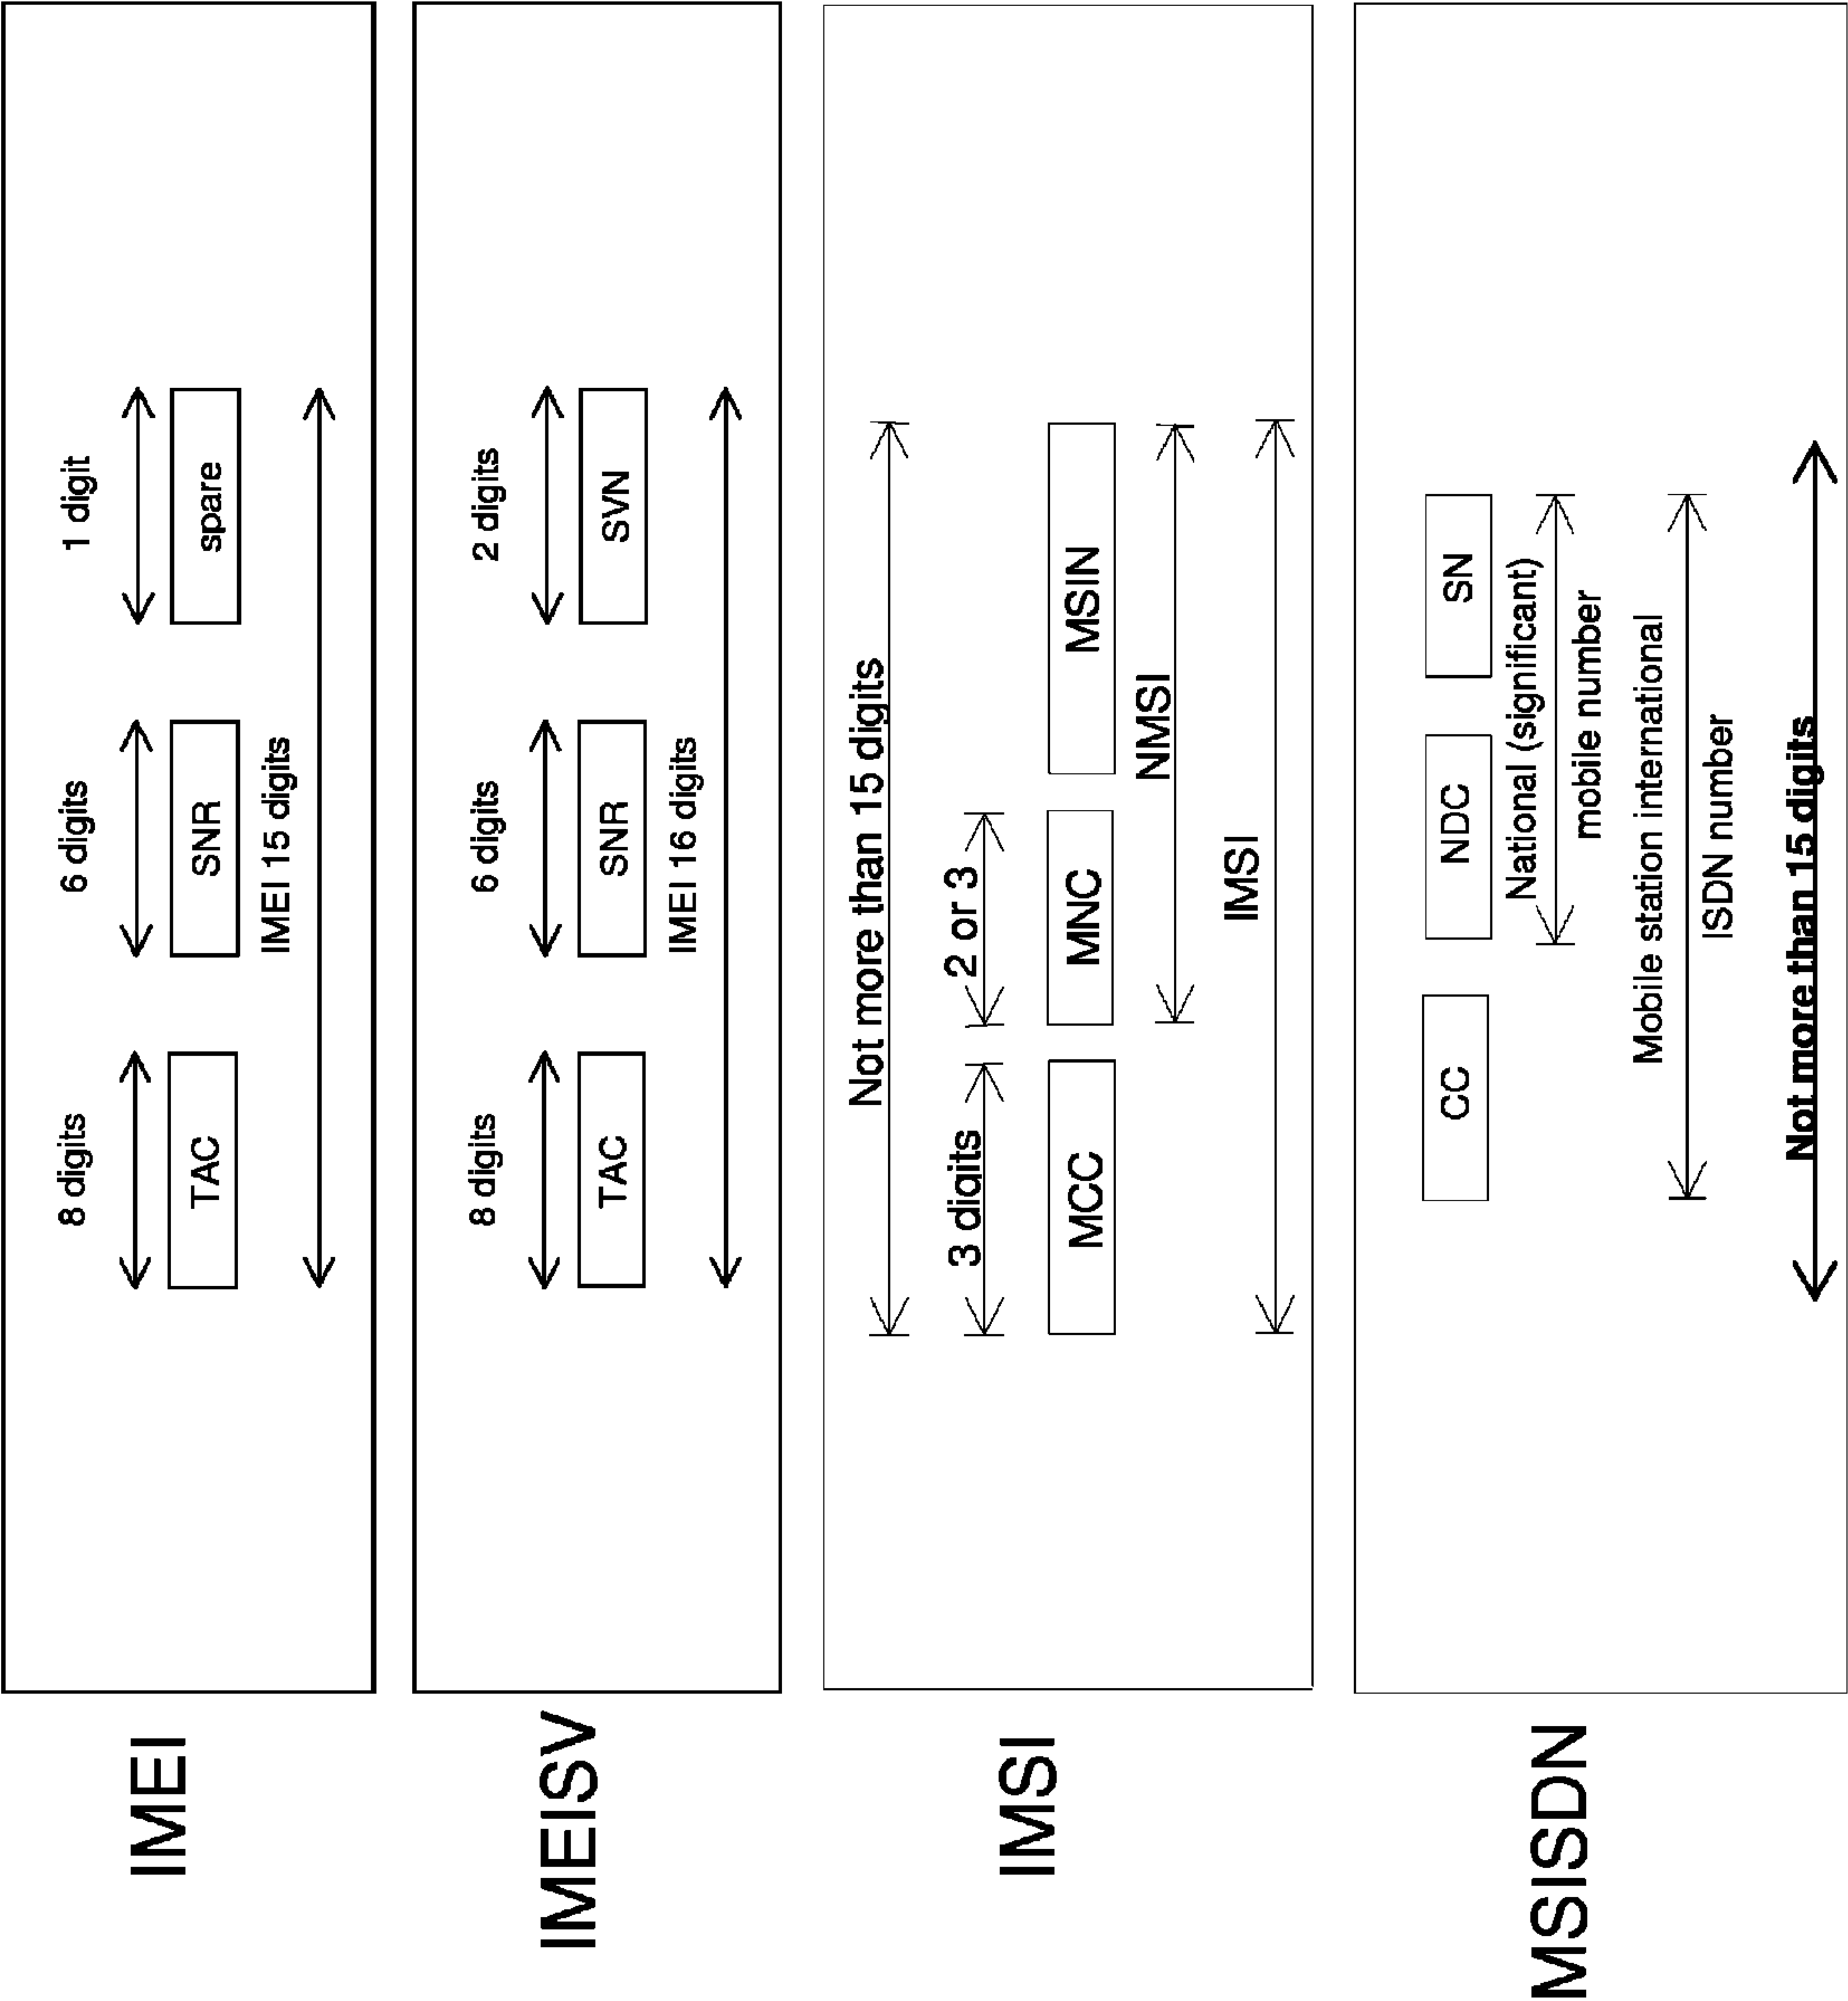 IMEI
8 digits
6 digits
1 digit
TAC
SNR
spare
IMEI 15 digits
IMEISV
8 digits
6 digits
2 digits
TAC
SNR
SVN
IMEI 16 digits
IMSI
Not more than 15 digits
3 digits
2 or 3
MCC
MNC
MSIN
NMSI
IMSI
MSISDN
CC
NDC
SN
National (significant)
mobile number
Mobile station international
ISDN number
Not more than 15 digits